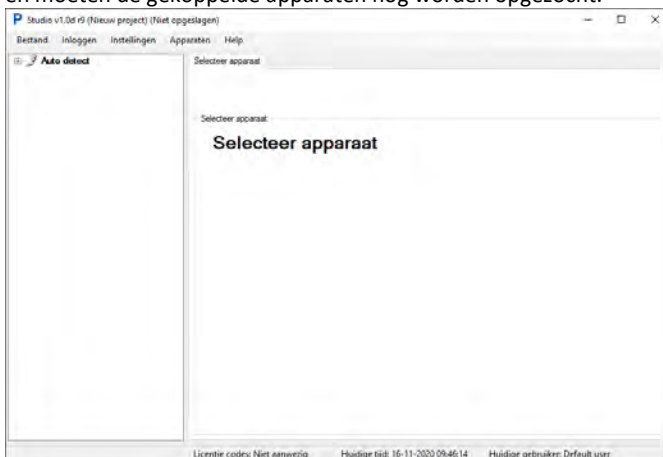 en moeten de gekoppelde apparaten nog worden opgezocht.
P Studio v1.0d r9 (Nieuw project) (Niet opgeslagen)
Bestand Inloggen Instellingen Apparaten Help
Auto detect
Selecteer apparaat
Selecteer apparaat
Selecteer apparaat
Licentie codes: Niet aanwezig Huidige tijd: 16-11-2020 09:46:14 Huidige gebruiker: Default user